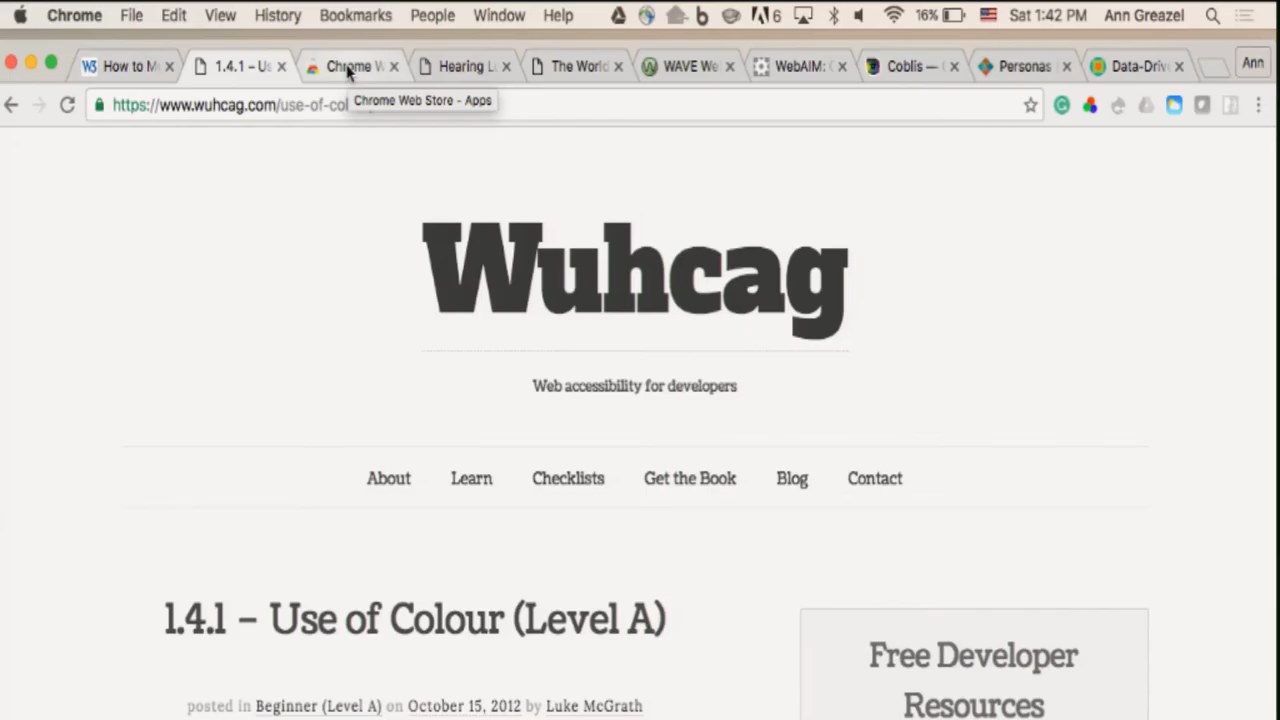 Chrome File Edit View History Bookmarks People Window Help 6 16% Sat 1:42 PM Ann Greazel
How to M 1.4.1 – Us Chrome W Hearing L The World WAVE We WebAIM: C Coblis — Personas Data-Drive Ann
https://www.wuhcag.com/use-of-co
Chrome Web Store - Apps
Wuhcag
Web accessibility for developers
About Learn Checklists Get the Book Blog Contact
1.4.1 – Use of Colour (Level A)
posted in Beginner (Level A) on October 15, 2012 by Luke McGrath
Free Developer
Resources